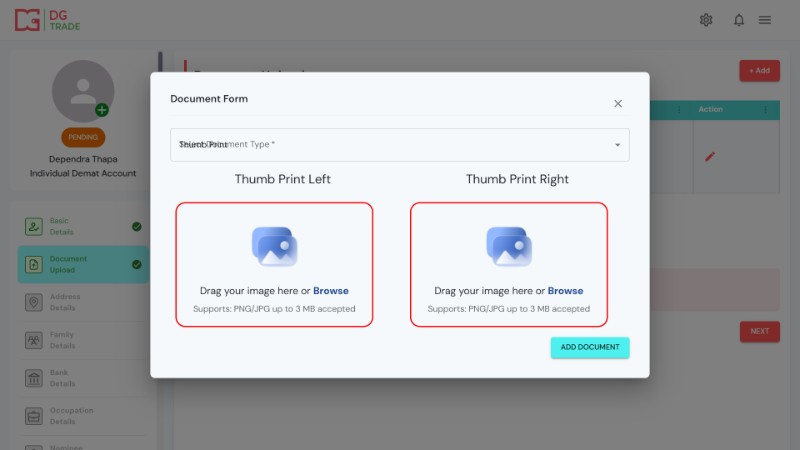 DG
TRADE
PENDING
Dependra Thapa
Individual Demat Account
Basic
Details
Document
Upload
Address
Details
Family
Details
Bank
Details
Occupation
Details
Nominee
+ Add
Action
Document Form
Thumb Print
Select Document Type *
Thumb Print Left
Thumb Print Right
Drag your image here or Browse
Supports: PNG/JPG up to 3 MB accepted
Drag your image here or Browse
Supports: PNG/JPG up to 3 MB accepted
ADD DOCUMENT
NEXT